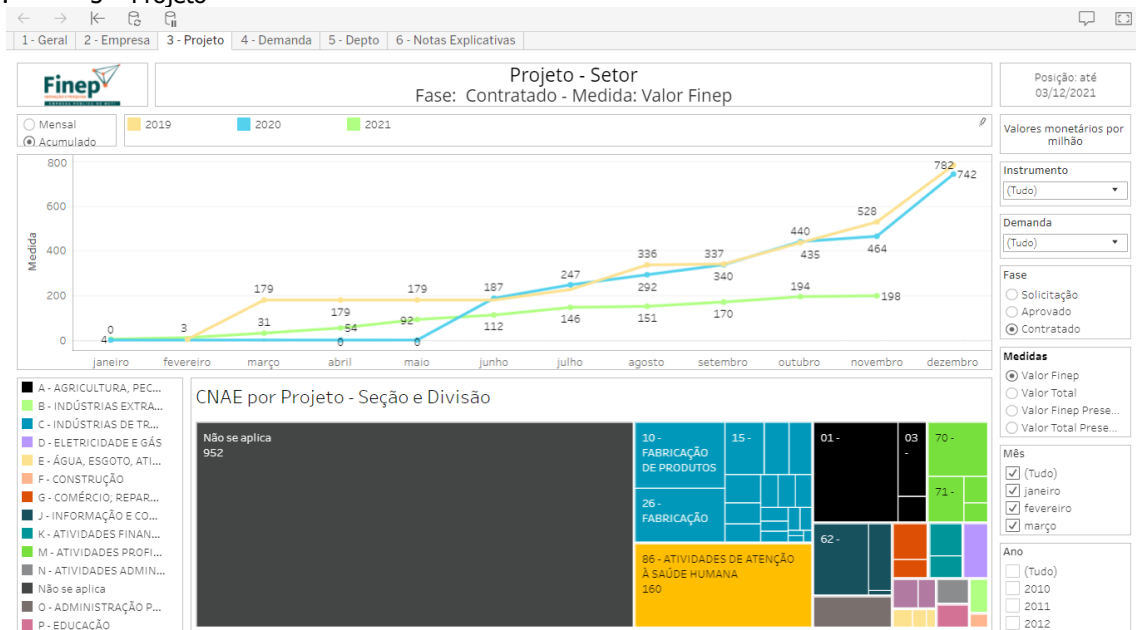 1 - Geral
2 - Empresa
3 - Projeto
4 - Demanda
5 - Depto
6 - Notas Explicativas
Finep
Projeto - Setor
Fase: Contratado - Medida: Valor Finep
Posição: até
03/12/2021
Mensal
Acumulado
2019
2020
2021
Valores monetários por
milhão
Medida
800
600
400
200
0
0
4
3
179
31
179
54
0
179
92
6
187
112
247
146
336
292
151
337
340
170
440
435
194
528
464
198
782
742
janeiro
fevereiro
março
abril
maio
junho
julho
agosto
setembro
outubro
novembro
dezembro
Instrumento
(Tudo)
Demanda
(Tudo)
Fase
Solicitação
Aprovado
Contratado
Medidas
Valor Finep
Valor Total
Valor Finep Prese...
Valor Total Prese...
Mês
(Tudo)
janeiro
fevereiro
março
Ano
(Tudo)
2010
2011
2012
A - AGRICULTURA, PEC...
B - INDÚSTRIAS EXTRA...
C - INDÚSTRIAS DE TR...
D - ELETRICIDADE E GÁS
E - ÁGUA, ESGOTO, ATI...
F - CONSTRUÇÃO
G - COMÉRCIO; REPAR...
J - INFORMAÇÃO E CO...
K - ATIVIDADES FINAN...
M - ATIVIDADES PROFI...
N - ATIVIDADES ADMIN...
Não se aplica
O - ADMINISTRAÇÃO P...
P - EDUCAÇÃO
CNAE por Projeto - Seção e Divisão
Não se aplica
952
10 -
FABRICAÇÃO
DE PRODUTOS
15 -
26 -
FABRICAÇÃO
86 - ATIVIDADES DE ATENÇÃO
À SAÚDE HUMANA
160
01 -
03
-
70 -
71 -
62 -